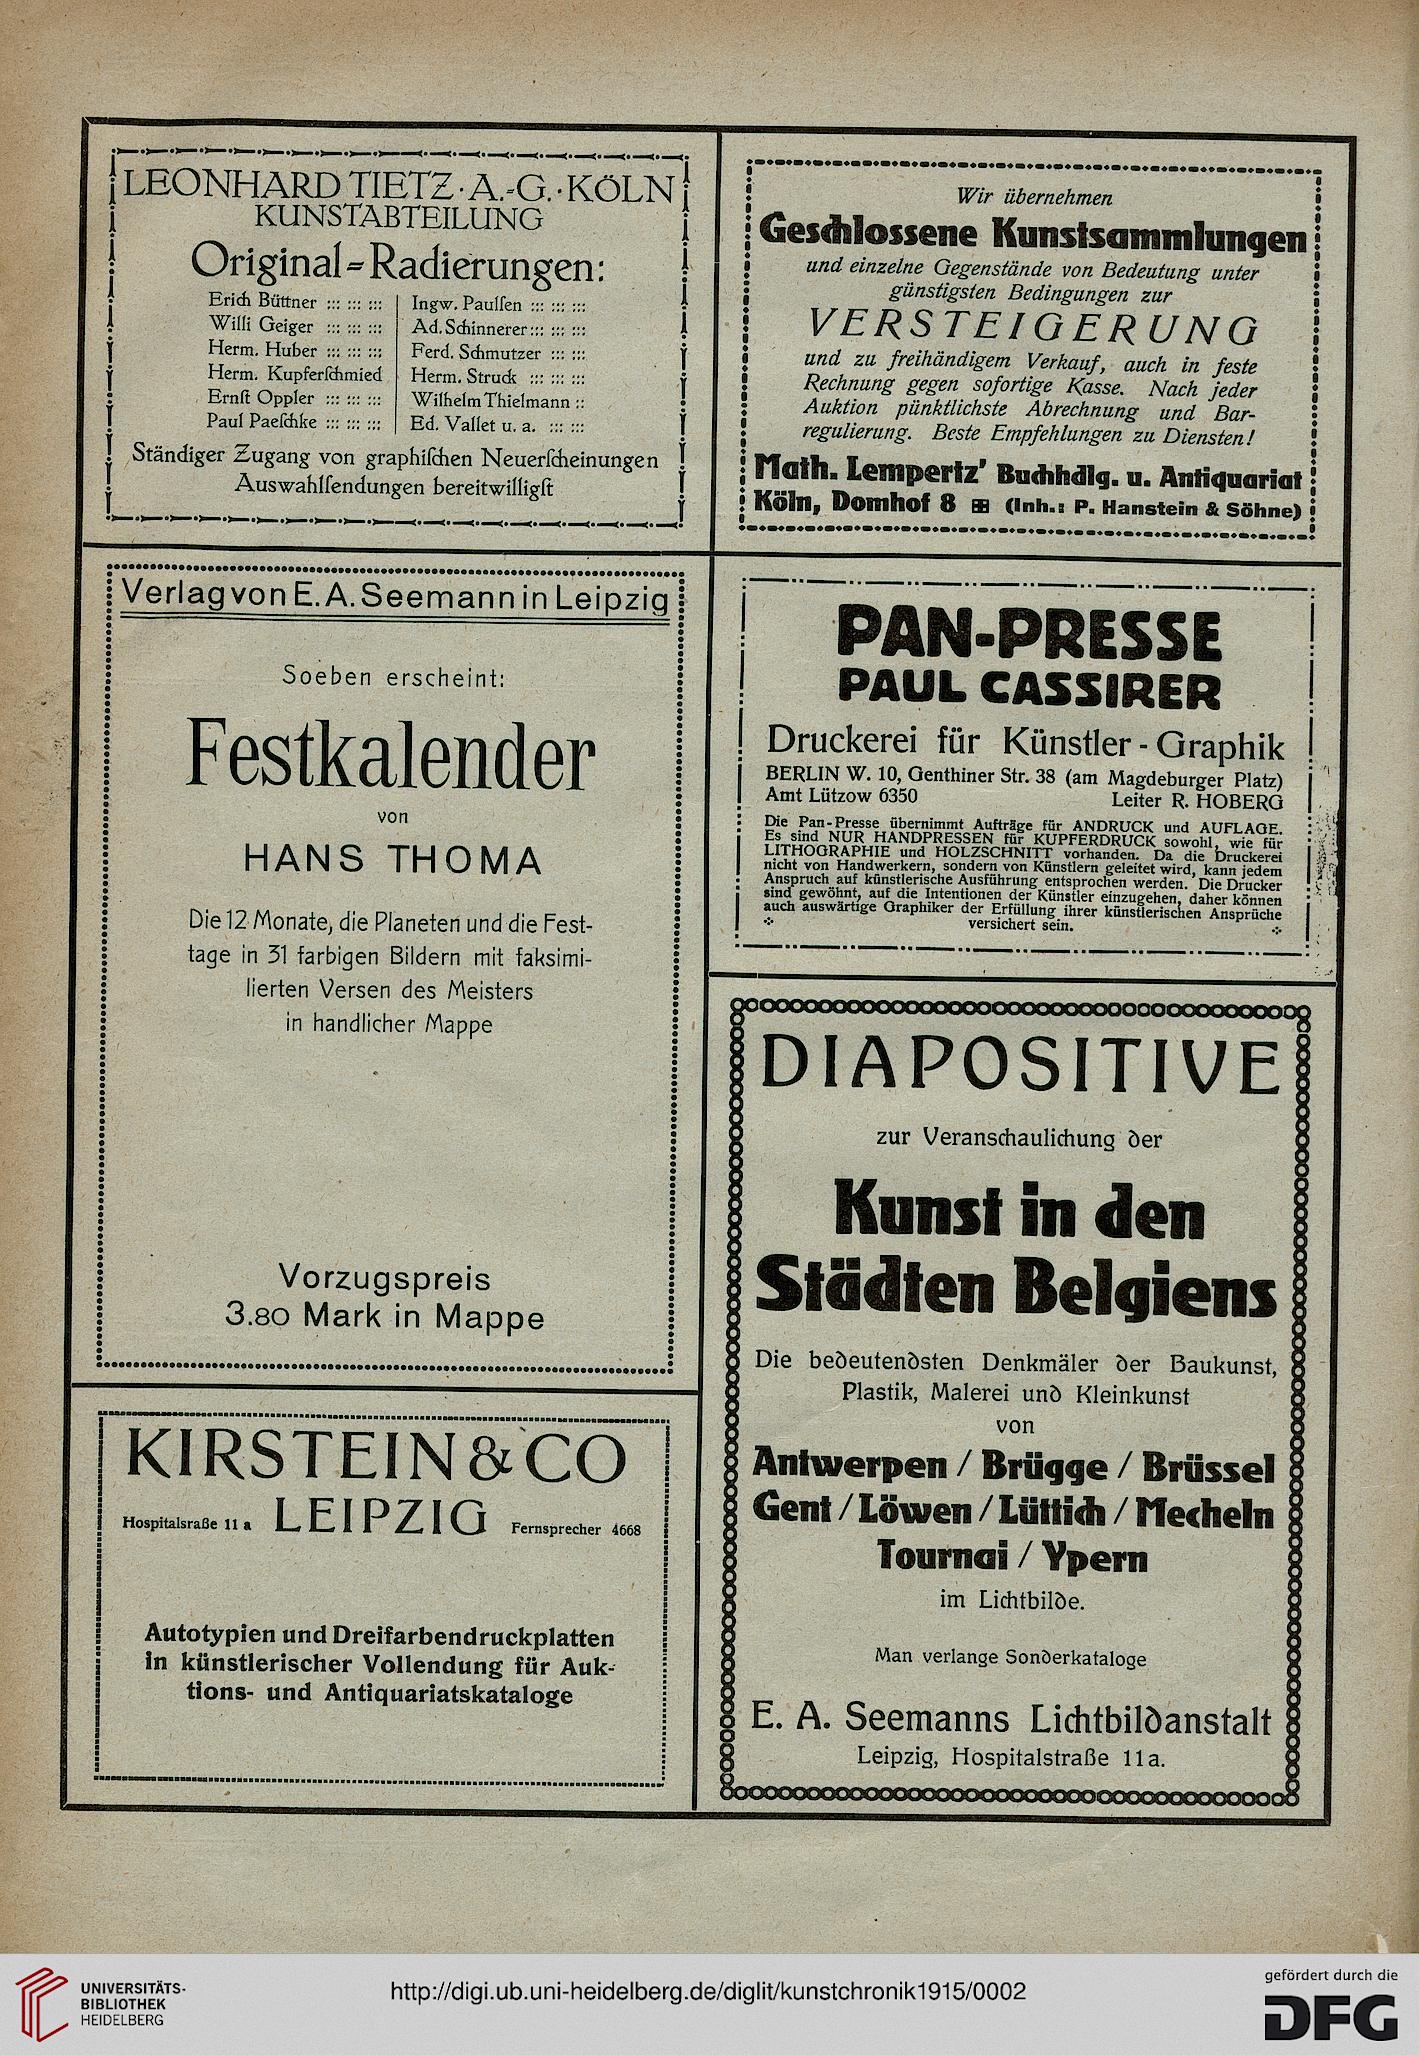 LEONHARD TIETZ · A.-G. · KÖLN
KUNSTABTEILUNG
Original-Radierungen:
Erich Büttner ::: ::: :::
Willi Geiger ::: ::: :::
Herm. Huber ::: ::: :::
Herm. Kupferſchmied
Ernſt Oppler ::: ::: :::
Paul Paeſchke ::: ::: :::
Ingw. Paulſen ::: ::: :::
Ad. Schinnerer ::: ::: :::
Ferd. Schmutzer ::: :::
Herm. Struck ::: ::: :::
Wilhelm Thielmann ::
Ed. Vallet u. a. ::: :::
Ständiger Zugang von graphiſchen Neuerſcheinungen
Auswahlſendungen bereitwilligſt
Wir übernehmen
Geschlossene Kunstsammlungen
und einzelne Gegenstände von Bedeutung unter
günstigsten Bedingungen zur
VERSTEIGERUNG
und zu freihändigem Verkauf, auch in feste
Rechnung gegen sofortige Kasse. Nach jeder
Auktion pünktlichste Abrechnung und Bar-
regulierung. Beste Empfehlungen zu Diensten!
Math. Lempertz' Buchhdlg. u. Antiquariat
Köln, Domhof 8 ⊞ (Inh.: P. Hanstein & Söhne)
Verlag von E. A. Seemann in Leipzig
Soeben erscheint:
Festkalender
von
HANS THOMA
Die 12 Monate, die Planeten und die Fest-
tage in 31 farbigen Bildern mit faksimi-
lierten Versen des Meisters
in handlicher Mappe
Vorzugspreis
3.80 Mark in Mappe
PAN-PRESSE
PAUL CASSIRER
Druckerei für Künstler-Graphik
BERLIN W. 10, Genthiner Str. 38 (am Magdeburger Platz)
Amt Lützow 6350 Leiter R. HOBERG
Die Pan-Presse übernimmt Aufträge für ANDRUCK und AUFLAGE.
Es sind NUR HANDPRESSEN für KUPFERDRUCK sowohl, wie für
LITHOGRAPHIE und HOLZSCHNITT vorhanden. Da die Druckerei
nicht von Handwerkern, sondern von Künstlern geleitet wird, kann jedem
Anspruch auf künstlerische Ausführung entsprochen werden. Die Drucker
sind gewöhnt, auf die Intentionen der Künstler einzugehen, daher können
auch auswärtige Graphiker der Erfüllung ihrer künstlerischen Ansprüche
versichert sein.
KIRSTEIN & CO
Hospitalsraße 11 a LEIPZIG Fernsprecher 4668
Autotypien und Dreifarbendruckplatten
in künstlerischer Vollendung für Auk-
tions- und Antiquariatskataloge
DIAPOSITIVE
zur Veranschaulichung der
Kunst in den
Städten Belgiens
Die bedeutendsten Denkmäler der Baukunst,
Plastik, Malerei und Kleinkunst
von
Antwerpen / Brügge / Brüssel
Gent / Löwen / Lüttich / Mecheln
Tournai / Ypern
im Lichtbilde.
Man verlange Sonderkataloge
E. A. Seemanns Lichtbildanstalt
Leipzig, Hospitalstraße 11a.
UNIVERSITÄTS-
BIBLIOTHEK
HEIDELBERG
http://digi.ub.uni-heidelberg.de/diglit/kunstchronik1915/0002
gefördert durch die
DFG